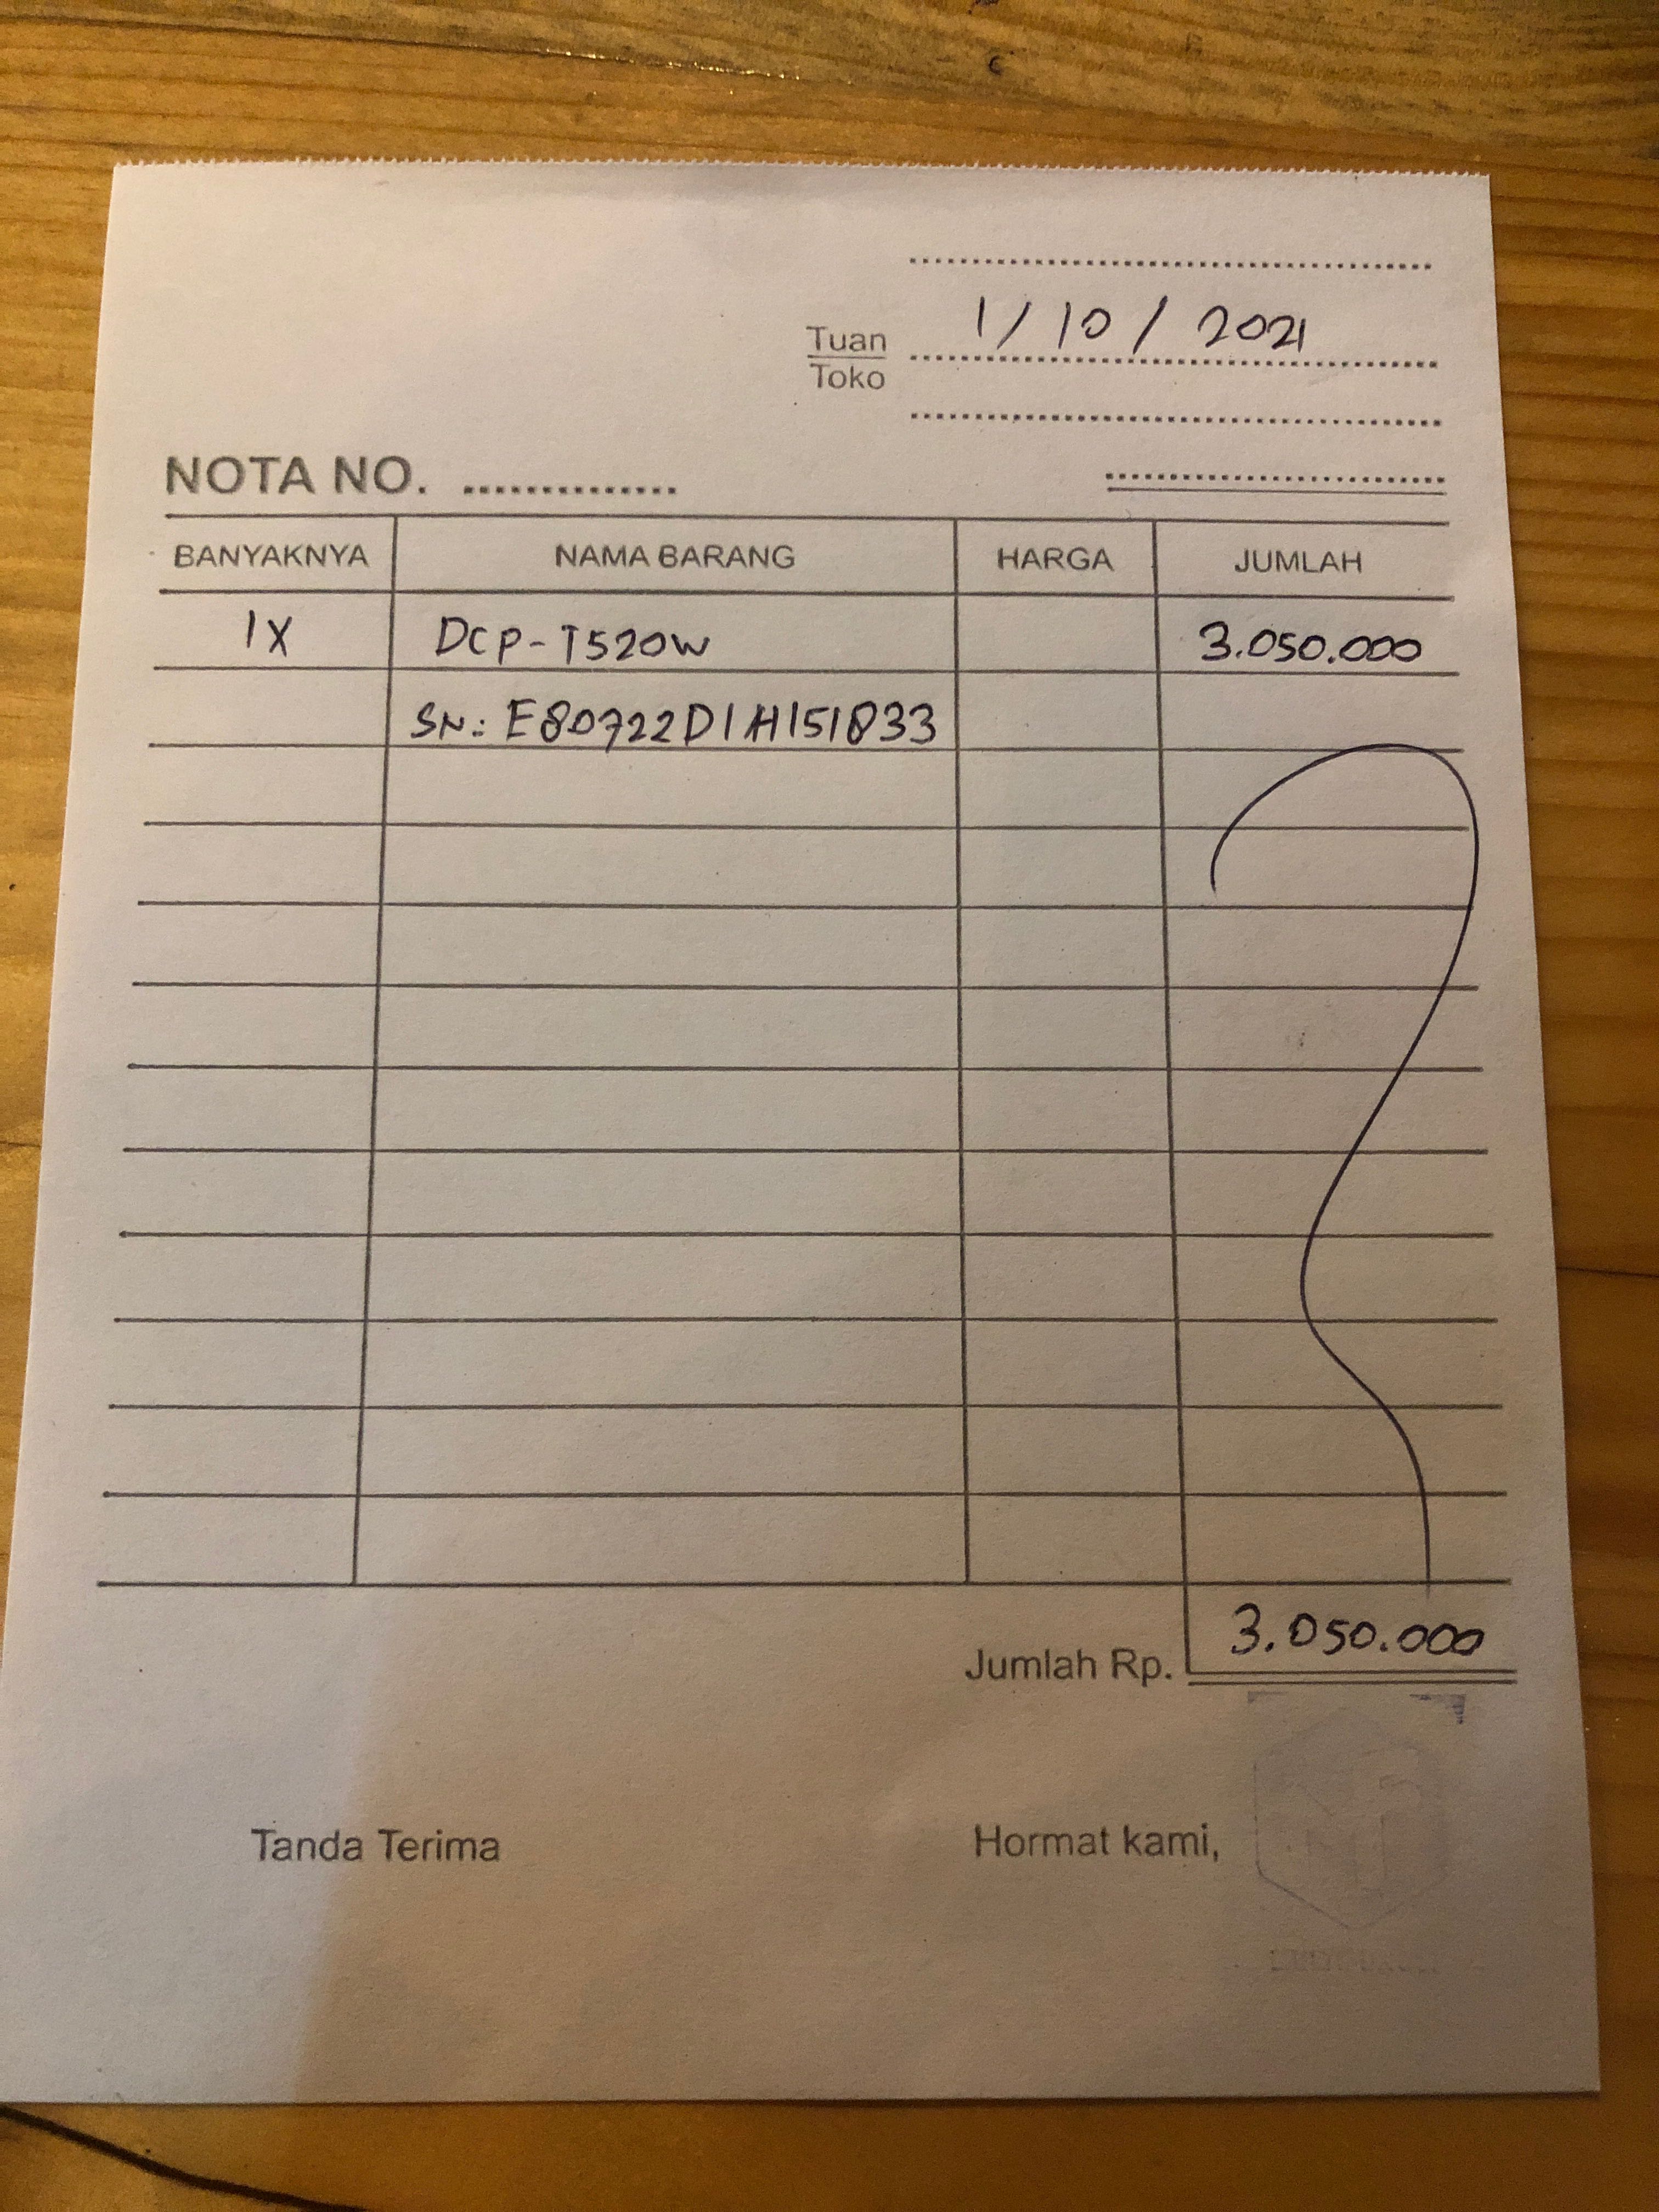 1/10/2021
Tuan
Toko
NOTA NO. ..............
BANYAKNYA NAMA BARANG HARGA JUMLAH
1X DCP-T520W 3.050.000
SN: E80722D1H151833
Jumlah Rp. 3.050.000
Tanda Terima Hormat kami,